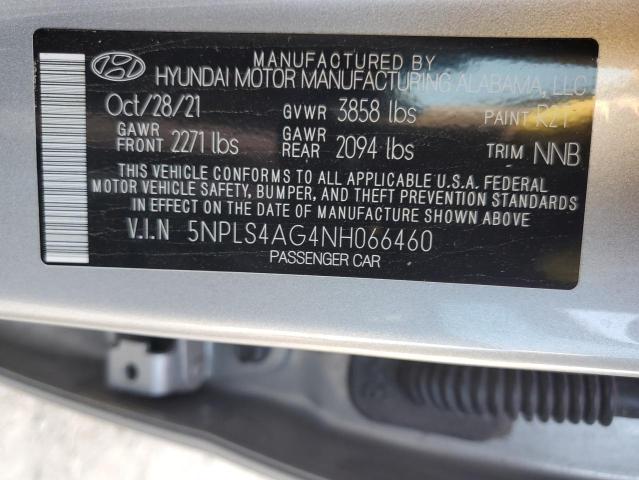 MANUFACTURED BY
HYUNDAI MOTOR MANUFACTURING ALABAMA, LLC
Oct/28/21 GVWR 3858 lbs PAINT R2T
GAWR FRONT 2271 lbs GAWR REAR 2094 lbs TRIM NNB
THIS VEHICLE CONFORMS TO ALL APPLICABLE U.S.A. FEDERAL
MOTOR VEHICLE SAFETY, BUMPER, AND THEFT PREVENTION STANDARDS
IN EFFECT ON THE DATE OF MANUFACTURE SHOWN ABOVE.
V.I.N 5NPLS4AG4NH066460
PASSENGER CAR